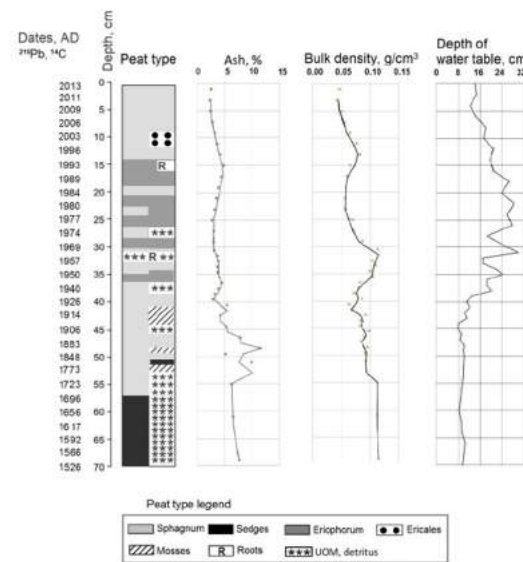 Dates, AD
²¹⁰Pb, ¹⁴C
Depth, cm
Peat type
Ash, %
Bulk density, g/cm³
Depth of
water table, cm
0 5 10 15
0.00 0.05 0.10 0.15
0 8 16 24 32
2013 0
2011
2009 5
2006
2003 10
1996
1993 15
1989
1984 20
1980
1977 25
1974
1969 30
1957
1950 35
1940
1926 40
1914
1906 45
1883
1848 50
1773
1723 55
1696
1656 60
1617
1592 65
1566
1526 70
R
***
*** R **
***
***
Peat type legend
Sphagnum Sedges Eriophorum Ericales
Mosses R Roots *** UOM, detritus